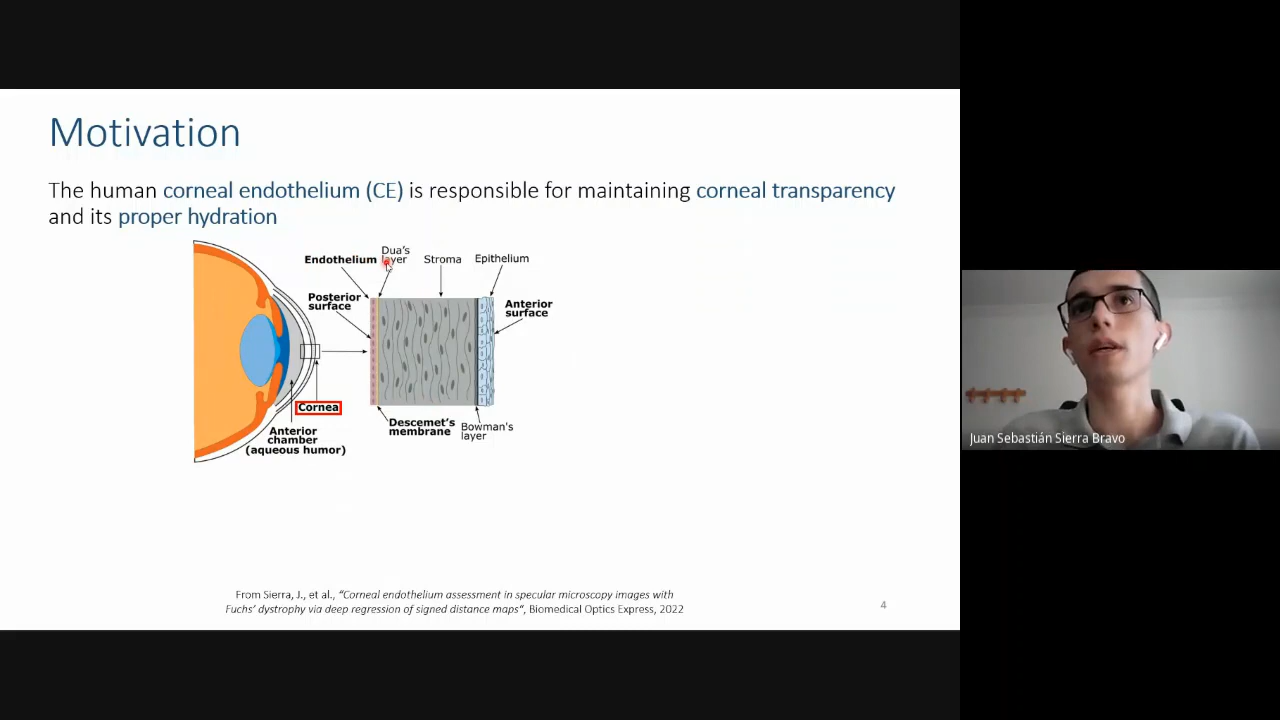 Motivation
The human corneal endothelium (CE) is responsible for maintaining corneal transparency
and its proper hydration
Dua's
layer
Endothelium
Stroma
Epithelium
Posterior
surface
Anterior
surface
Cornea
Anterior
chamber
(aqueous humor)
Descemet's
membrane
Bowman's
layer
From Sierra, J., et al., “Corneal endothelium assessment in specular microscopy images with
Fuchs’ dystrophy via deep regression of signed distance maps“, Biomedical Optics Express, 2022
4
Juan Sebastián Sierra Bravo